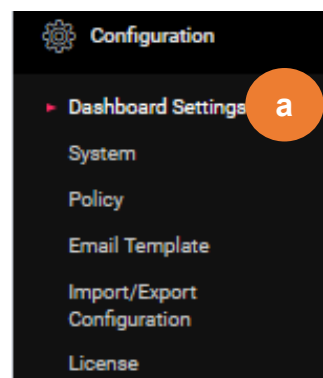 Configuration
Dashboard Settings a
System
Policy
Email Template
Import/Export
Configuration
License